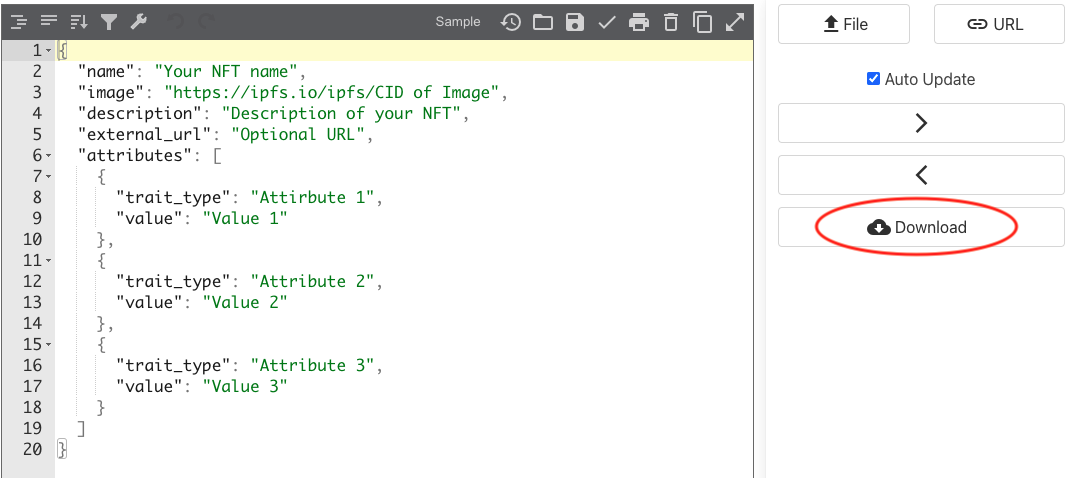 Sample
1 {
2 "name": "Your NFT name",
3 "image": "https://ipfs.io/ipfs/CID of Image",
4 "description": "Description of your NFT",
5 "external_url": "Optional URL",
6 "attributes": [
7 {
8 "trait_type": "Attirbute 1",
9 "value": "Value 1"
10 },
11 {
12 "trait_type": "Attribute 2",
13 "value": "Value 2"
14 },
15 {
16 "trait_type": "Attribute 3",
17 "value": "Value 3"
18 }
19 ]
20 }
File
URL
Auto Update
Download